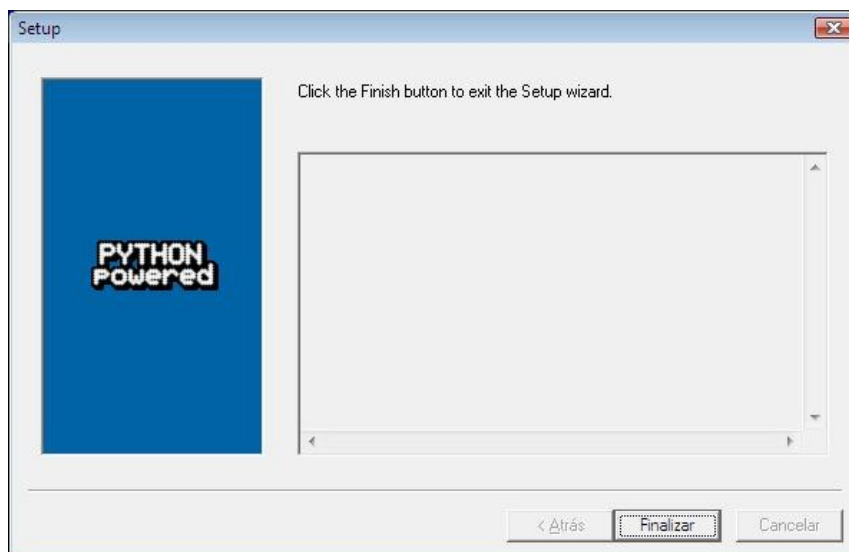 Setup
Click the Finish button to exit the Setup wizard.
PYTHON
powered
< Atrás
Finalizar
Cancelar